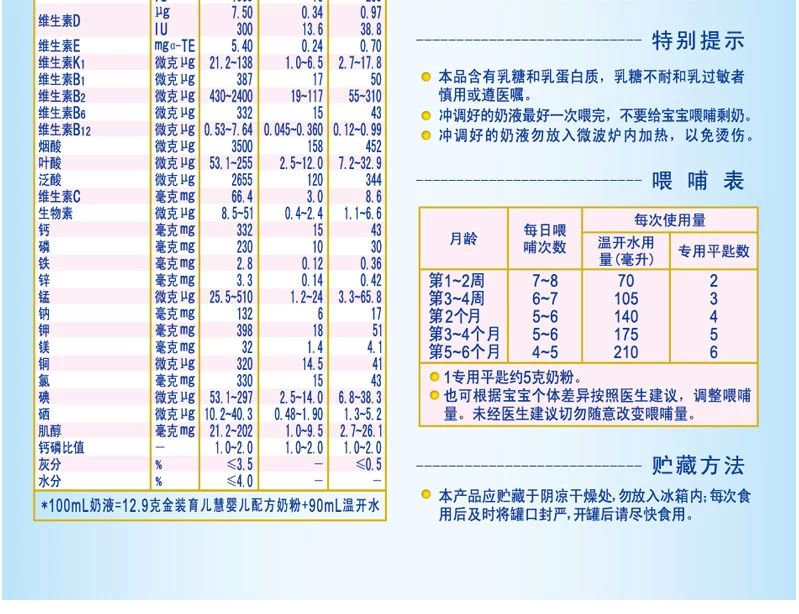 维生素D μg 7.50 0.34 0.97
IU 300 13.6 38.8
维生素E mgα-TE 5.40 0.24 0.70
维生素K1 微克μg 21.2~138 1.0~6.5 2.7~17.8
维生素B1 微克μg 387 17 50
维生素B2 微克μg 430~2400 19~117 55~310
维生素B6 微克μg 332 15 43
维生素B12 微克μg 0.53~7.64 0.045~0.360 0.12~0.99
烟酸 微克μg 3500 158 452
叶酸 微克μg 53.1~255 2.5~12.0 7.2~32.9
泛酸 微克μg 2655 120 344
维生素C 毫克mg 66.4 3.0 8.6
生物素 微克μg 8.5~51 0.4~2.4 1.1~6.6
钙 毫克mg 332 15 43
磷 毫克mg 230 10 30
铁 毫克mg 2.8 0.12 0.36
锌 毫克mg 3.3 0.14 0.42
锰 微克μg 25.5~510 1.2~24 3.3~65.8
钠 毫克mg 132 6 17
钾 毫克mg 398 18 51
镁 毫克mg 32 1.4 4.1
铜 微克μg 320 14.5 41
氯 毫克mg 330 15 43
碘 微克μg 53.1~297 2.5~14.0 6.8~38.3
硒 微克μg 10.2~40.3 0.48~1.90 1.3~5.2
肌醇 毫克mg 21.2~202 1.0~9.5 2.7~26.1
钙磷比值 — 1.0~2.0 1.0~2.0 1.0~2.0
灰分 % ≤3.5 — ≤0.5
水分 % ≤4.0 — —
*100mL奶液=12.9克金装育儿慧婴儿配方奶粉+90mL温开水
特别提示
本品含有乳糖和乳蛋白质，乳糖不耐和乳过敏者
慎用或遵医嘱。
冲调好的奶液最好一次喂完，不要给宝宝喂哺剩奶。
冲调好的奶液勿放入微波炉内加热，以免烫伤。
喂哺表
月龄 每日喂哺次数 每次使用量
温开水用量(毫升) 专用平匙数
第1~2周 7~8 70 2
第3~4周 6~7 105 3
第2个月 5~6 140 4
第3~4个月 5~6 175 5
第5~6个月 4~5 210 6
1专用平匙约5克奶粉。
也可根据宝宝个体差异按照医生建议，调整喂哺
量。未经医生建议切勿随意改变喂哺量。
贮藏方法
本产品应贮藏于阴凉干燥处，勿放入冰箱内；每次食
用后及时将罐口封严，开罐后请尽快食用。